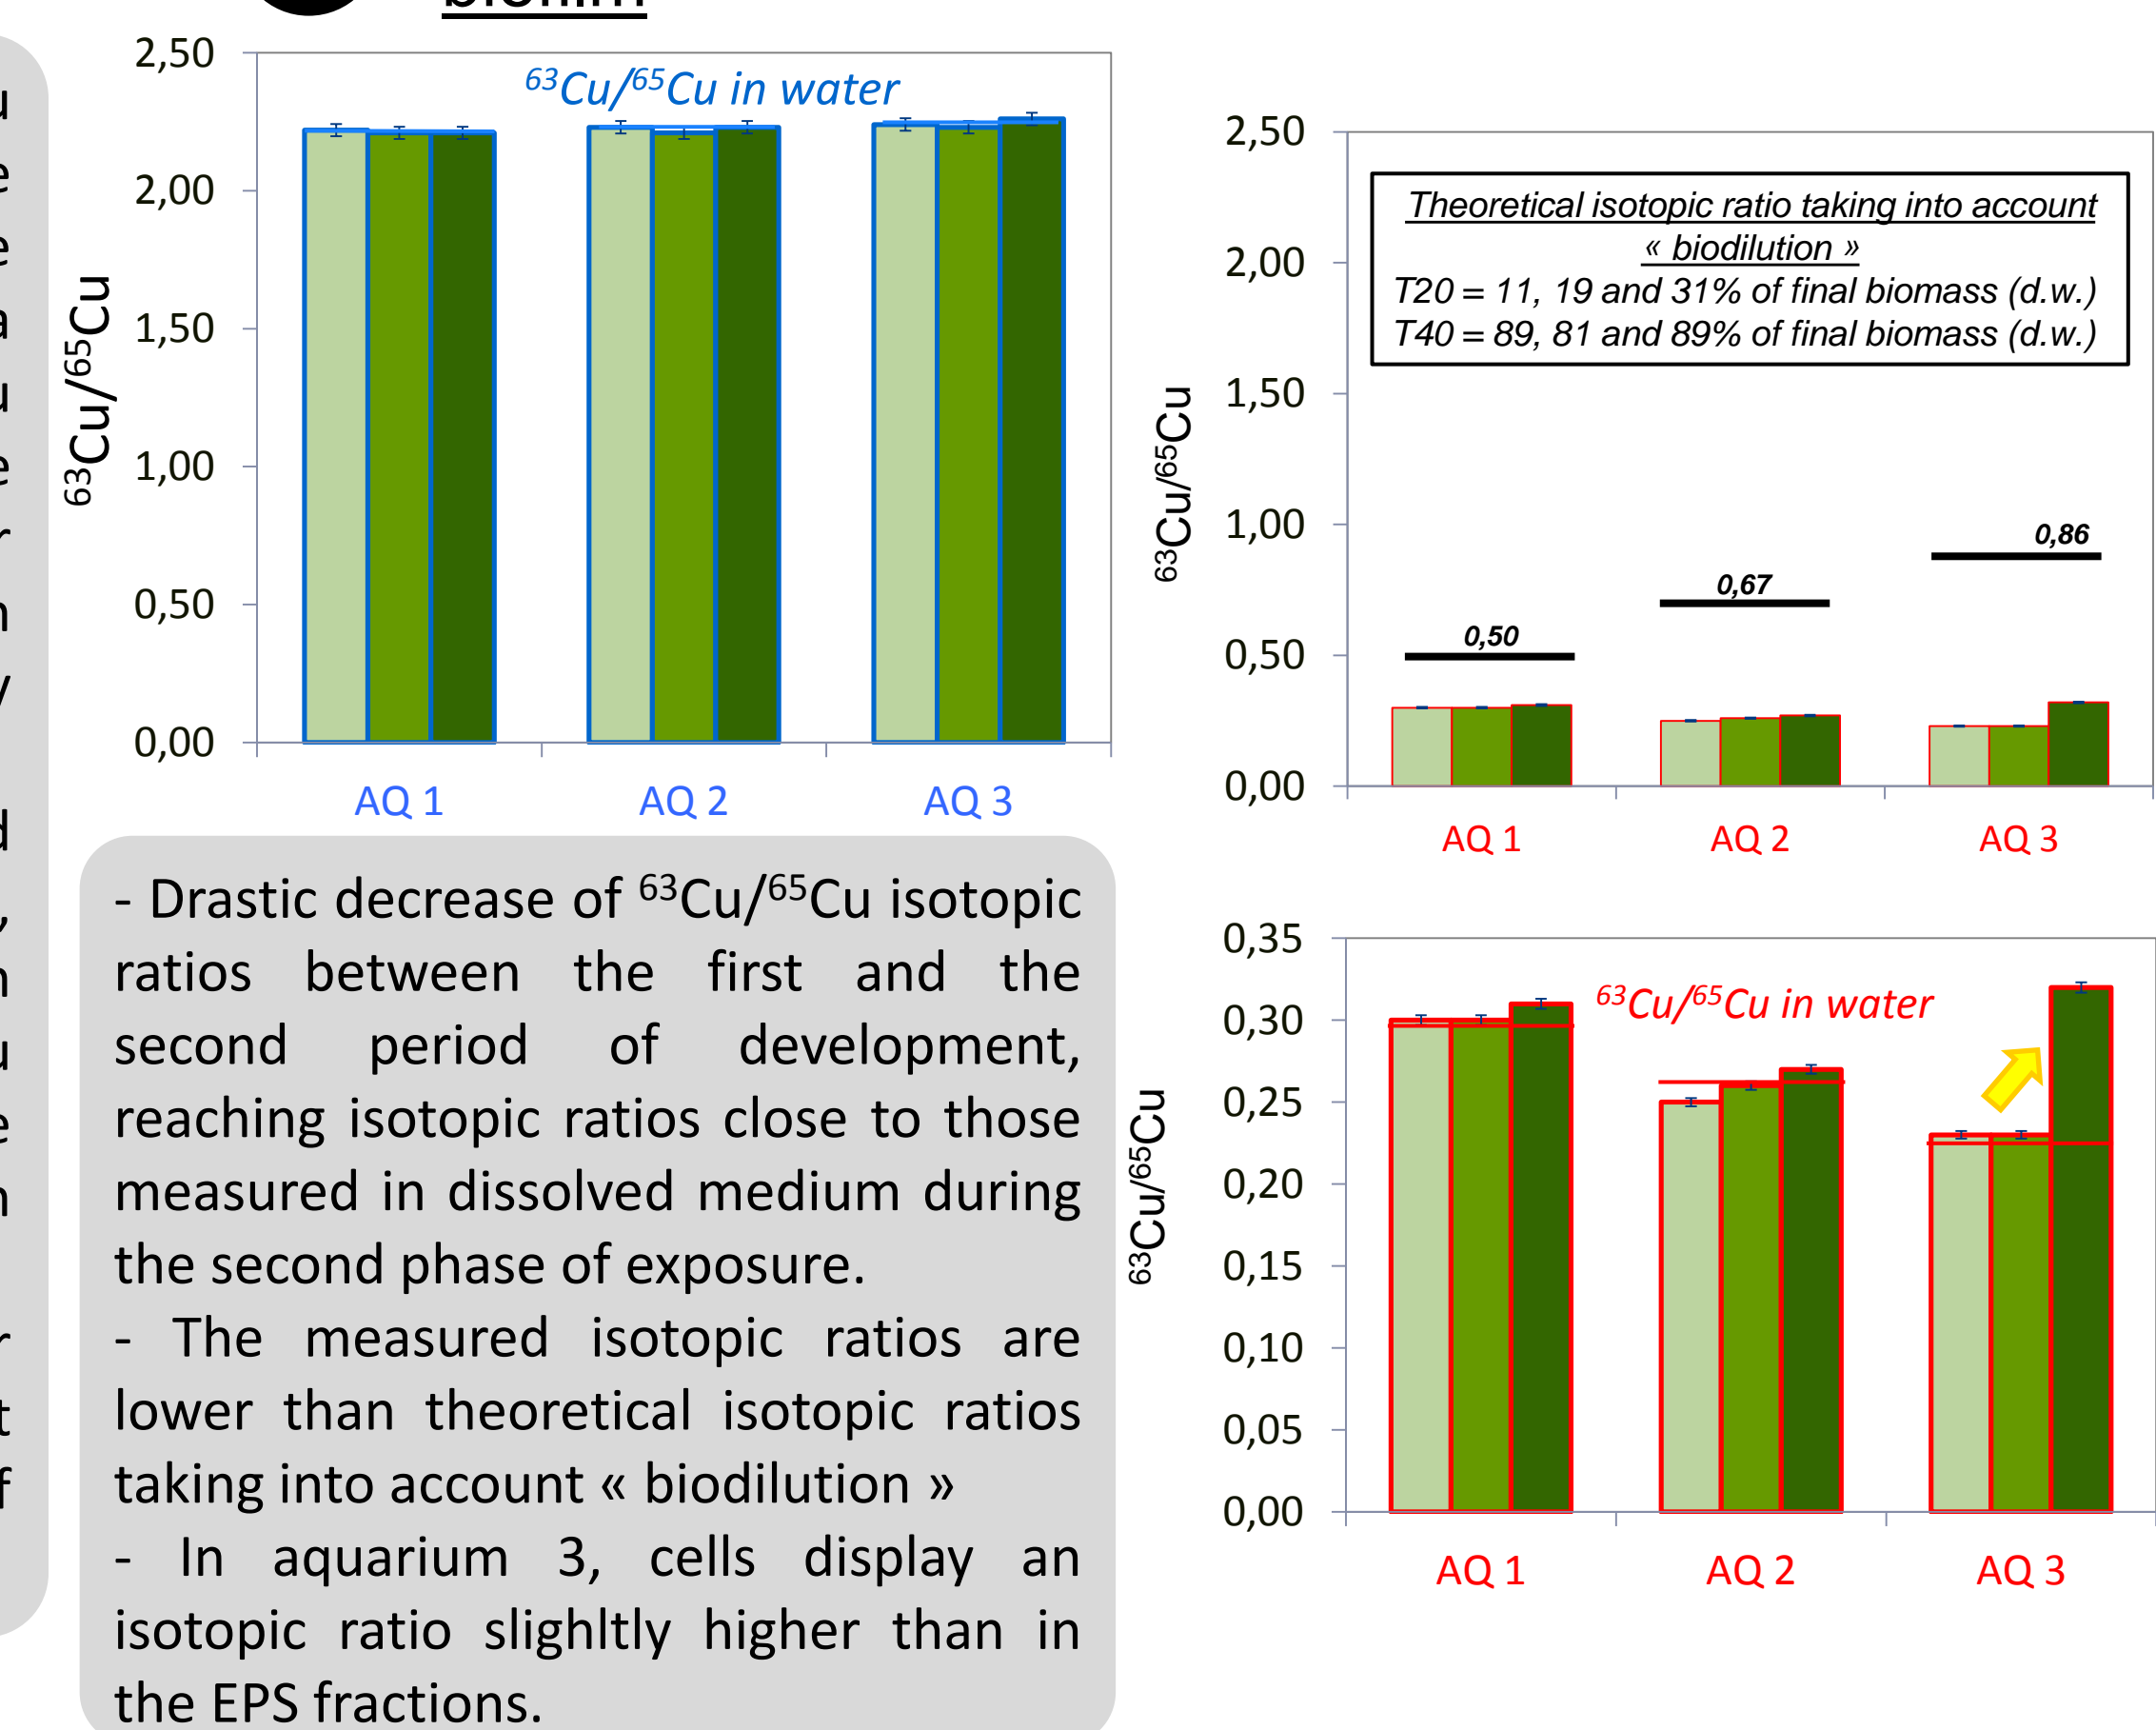 biofilm
2,50
2,00
1,50
1,00
0,50
0,00
63Cu/65Cu
63Cu/65Cu in water
AQ 1 AQ 2 AQ 3
- Drastic decrease of 63Cu/65Cu isotopic
ratios between the first and the
second period of development,
reaching isotopic ratios close to those
measured in dissolved medium during
the second phase of exposure.
- The measured isotopic ratios are
lower than theoretical isotopic ratios
taking into account « biodilution »
- In aquarium 3, cells display an
isotopic ratio slighltly higher than in
the EPS fractions.
2,50
2,00
1,50
1,00
0,50
0,00
63Cu/65Cu
Theoretical isotopic ratio taking into account
« biodilution »
T20 = 11, 19 and 31% of final biomass (d.w.)
T40 = 89, 81 and 89% of final biomass (d.w.)
0,50
0,67
0,86
AQ 1 AQ 2 AQ 3
0,35
0,30
0,25
0,20
0,15
0,10
0,05
0,00
63Cu/65Cu
63Cu/65Cu in water
AQ 1 AQ 2 AQ 3